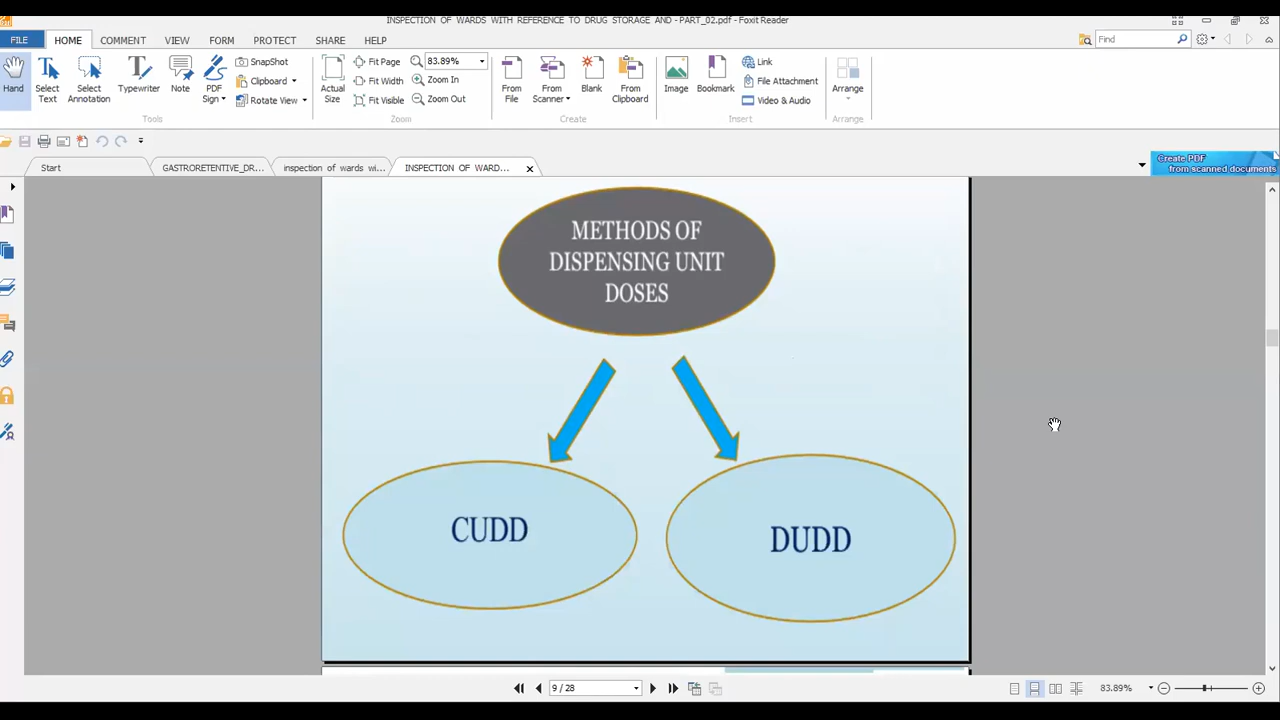 INSPECTION OF WARDS WITH REFERENCE TO DRUG STORAGE AND - PART_02.pdf - Foxit Reader
FILE HOME COMMENT VIEW FORM PROTECT SHARE HELP Find
Hand
Select Text
Select Annotation
Typewriter
Note
PDF Sign
SnapShot
Clipboard
Rotate View
Tools
Actual Size
Fit Page
Fit Width
Fit Visible
83.89%
Zoom In
Zoom Out
Zoom
From File
From Scanner
Blank
From Clipboard
Create
Image
Bookmark
Link
File Attachment
Video & Audio
Insert
Arrange
Arrange
Start GASTRORETENTIVE_DR... inspection of wards wi... INSPECTION OF WARD...
Create PDF
from scanned documents
METHODS OF
DISPENSING UNIT
DOSES
CUDD
DUDD
9 / 28
83.89%